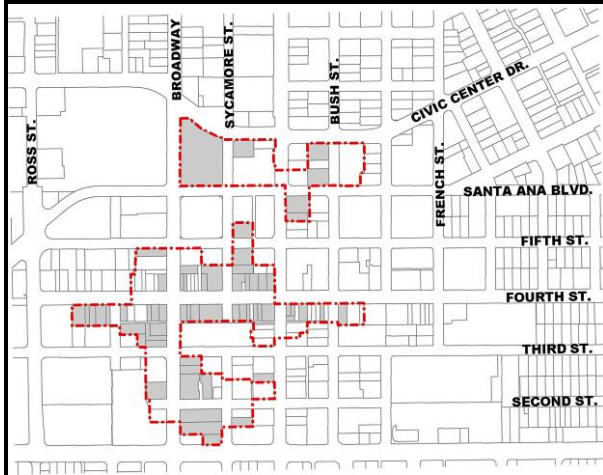 BROADWAY
SYCAMORE ST.
BUSH ST.
CIVIC CENTER DR.
ROSS ST.
FRENCH ST.
SANTA ANA BLVD.
FIFTH ST.
FOURTH ST.
THIRD ST.
SECOND ST.